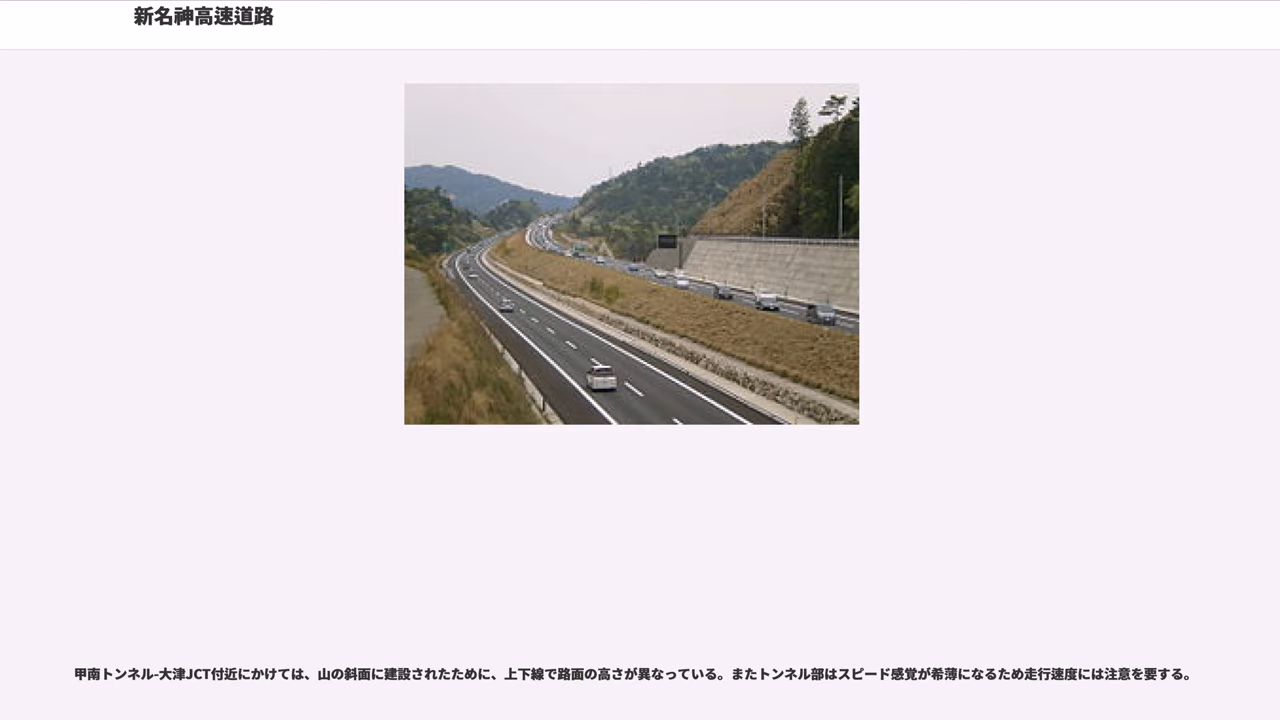 新名神高速道路
甲南トンネル-大津JCT付近にかけては、山の斜面に建設されたために、上下線で路面の高さが異なっている。またトンネル部はスピード感覚が希薄になるため走行速度には注意を要する。